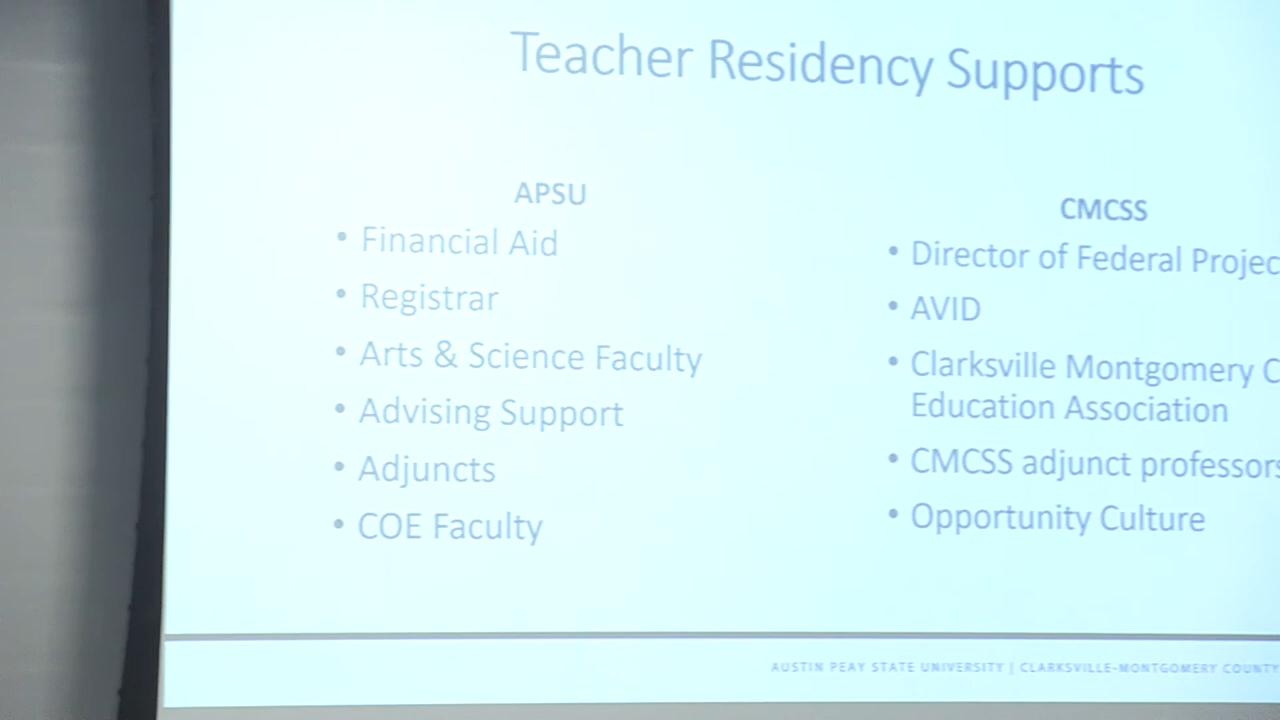 Teacher Residency Supports
APSU
• Financial Aid
• Registrar
• Arts & Science Faculty
• Advising Support
• Adjuncts
• COE Faculty
CMCSS
• Director of Federal Projec
• AVID
• Clarksville Montgomery C
Education Association
• CMCSS adjunct professors
• Opportunity Culture
AUSTIN PEAY STATE UNIVERSITY | CLARKSVILLE-MONTGOMERY COUNTY